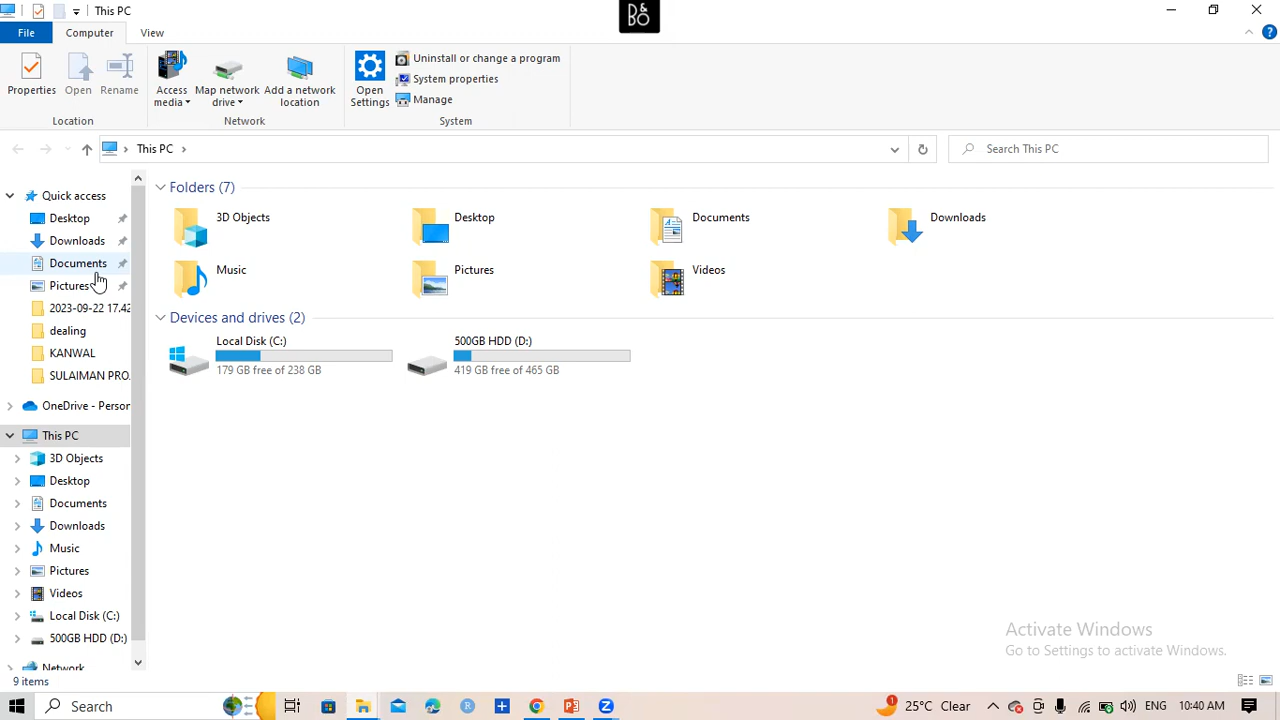 This PC
B&O
File
Computer
View
Properties
Open
Rename
Access media
Map network drive
Add a network location
Open Settings
Uninstall or change a program
System properties
Manage
Location
Network
System
This PC
Search This PC
Quick access
Desktop
Downloads
Documents
Pictures
2023-09-22 17.42
dealing
KANWAL
SULAIMAN PRO.
OneDrive - Person
This PC
3D Objects
Desktop
Documents
Downloads
Music
Pictures
Videos
Local Disk (C:)
500GB HDD (D:)
Network
Folders (7)
3D Objects
Desktop
Documents
Downloads
Music
Pictures
Videos
Devices and drives (2)
Local Disk (C:)
179 GB free of 238 GB
500GB HDD (D:)
419 GB free of 465 GB
Activate Windows
Go to Settings to activate Windows.
9 items
Search
1
25°C Clear
ENG
10:40 AM